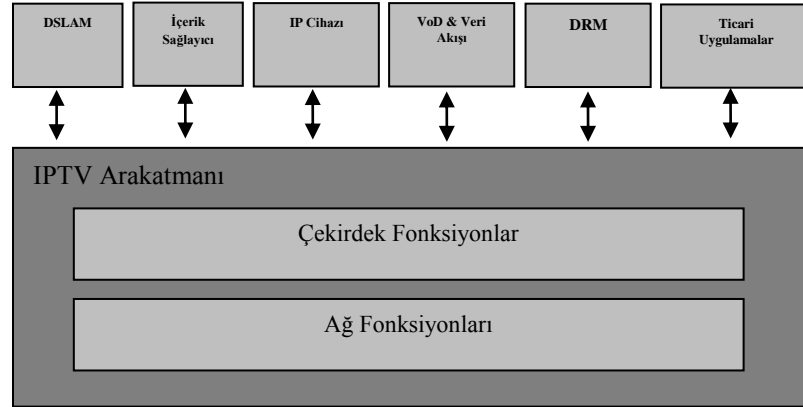 DSLAM
İçerik
Sağlayıcı
IP Cihazı
VoD & Veri
Akışı
DRM
Ticari
Uygulamalar
IPTV Arakatmanı
Çekirdek Fonksiyonlar
Ağ Fonksiyonları